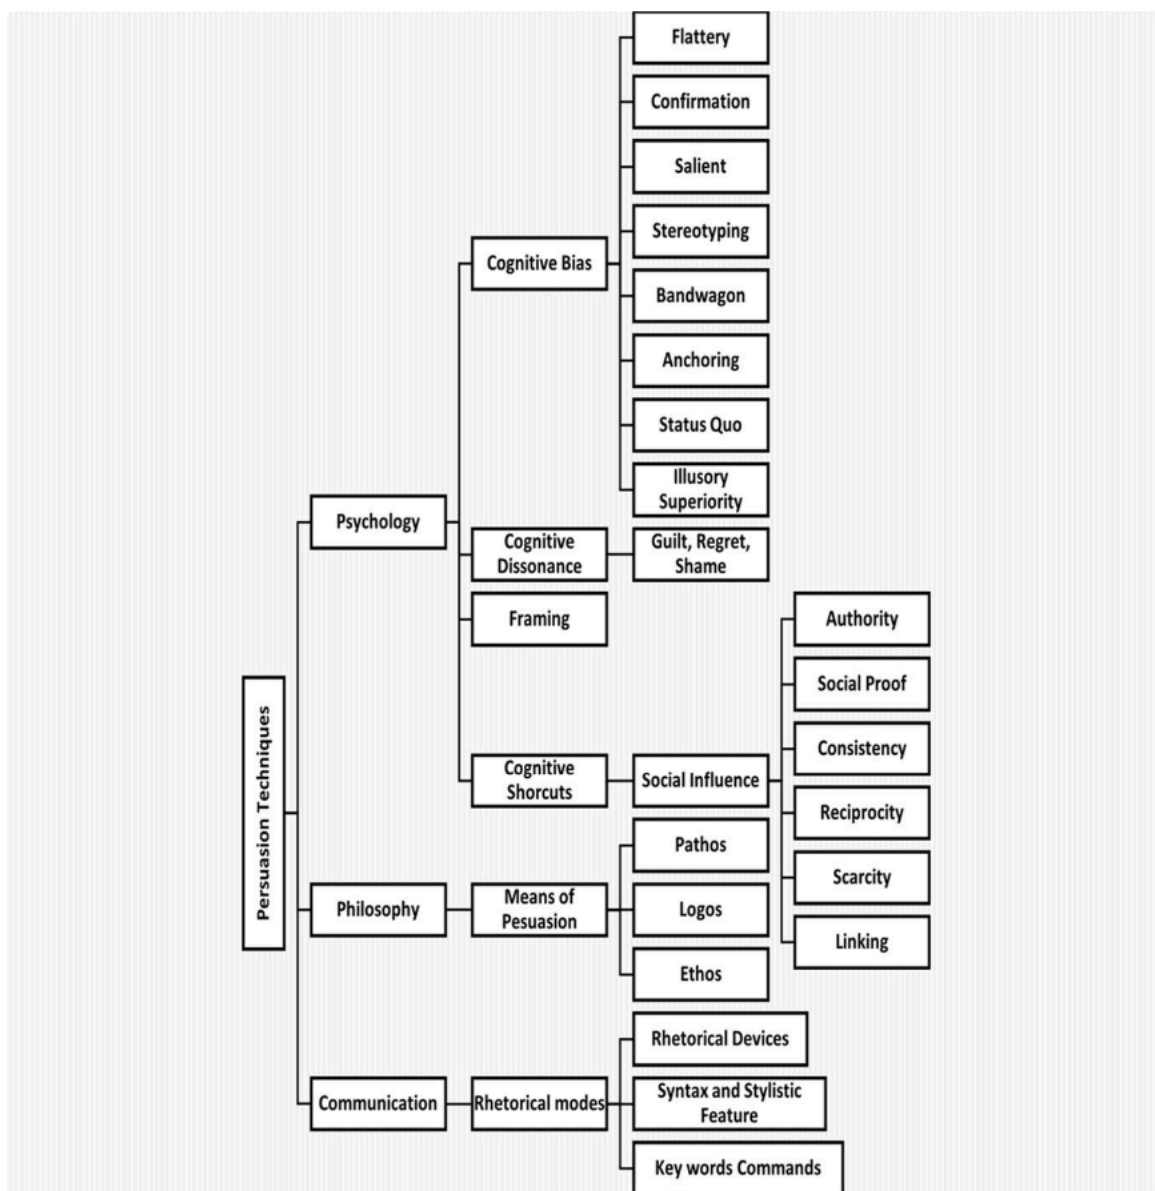 Flattery
Confirmation
Salient
Stereotyping
Cognitive Bias
Bandwagon
Anchoring
Status Quo
Illusory
Superiority
Psychology
Cognitive
Dissonance
Guilt, Regret,
Shame
Framing
Authority
Social Proof
Consistency
Cognitive
Shorcuts
Social Influence
Reciprocity
Scarcity
Linking
Persuasion Techniques
Philosophy
Means of
Pesuasion
Pathos
Logos
Ethos
Communication
Rhetorical modes
Rhetorical Devices
Syntax and Stylistic
Feature
Key words Commands